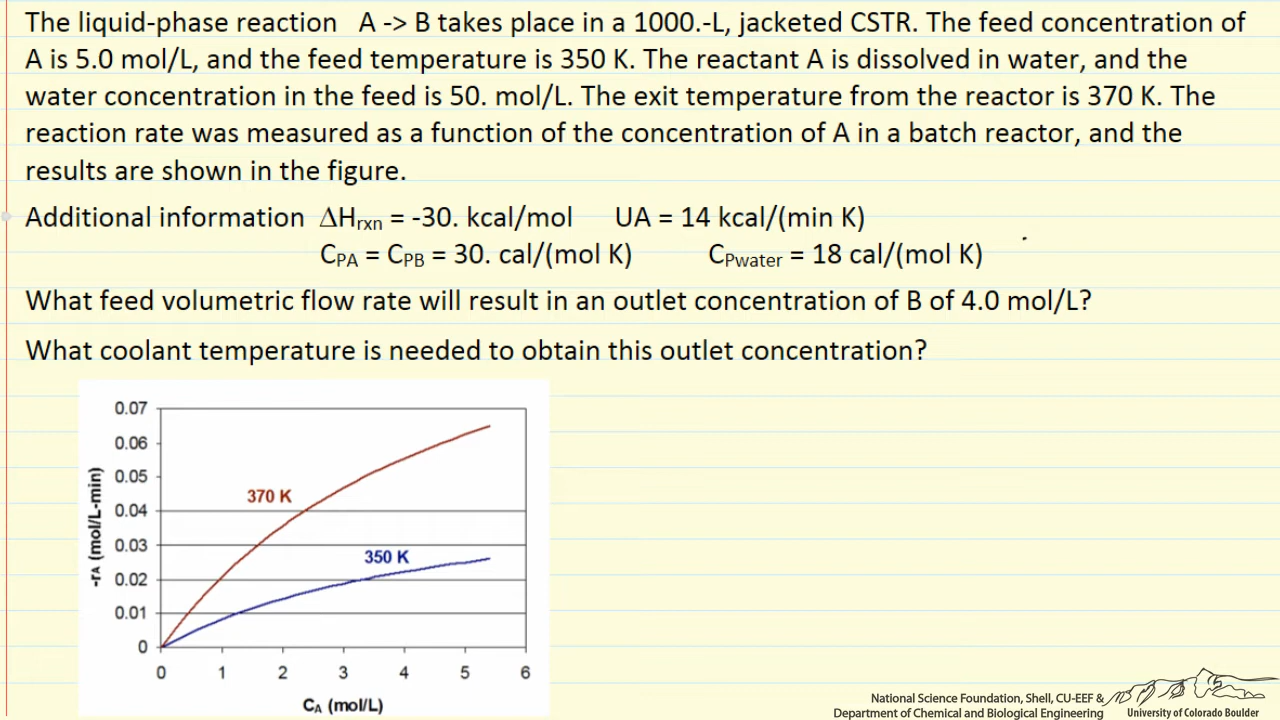 The liquid-phase reaction A -> B takes place in a 1000.-L, jacketed CSTR. The feed concentration of
A is 5.0 mol/L, and the feed temperature is 350 K. The reactant A is dissolved in water, and the
water concentration in the feed is 50. mol/L. The exit temperature from the reactor is 370 K. The
reaction rate was measured as a function of the concentration of A in a batch reactor, and the
results are shown in the figure.
Additional information ΔHrxn = -30. kcal/mol UA = 14 kcal/(min K)
CPA = CPB = 30. cal/(mol K) CPwater = 18 cal/(mol K)
What feed volumetric flow rate will result in an outlet concentration of B of 4.0 mol/L?
What coolant temperature is needed to obtain this outlet concentration?
0.07
0.06
0.05
0.04
0.03
0.02
0.01
0
-rA (mol/L-min)
370 K
350 K
0 1 2 3 4 5 6
CA (mol/L)
National Science Foundation, Shell, CU-EEF &
Department of Chemical and Biological Engineering
University of Colorado Boulder